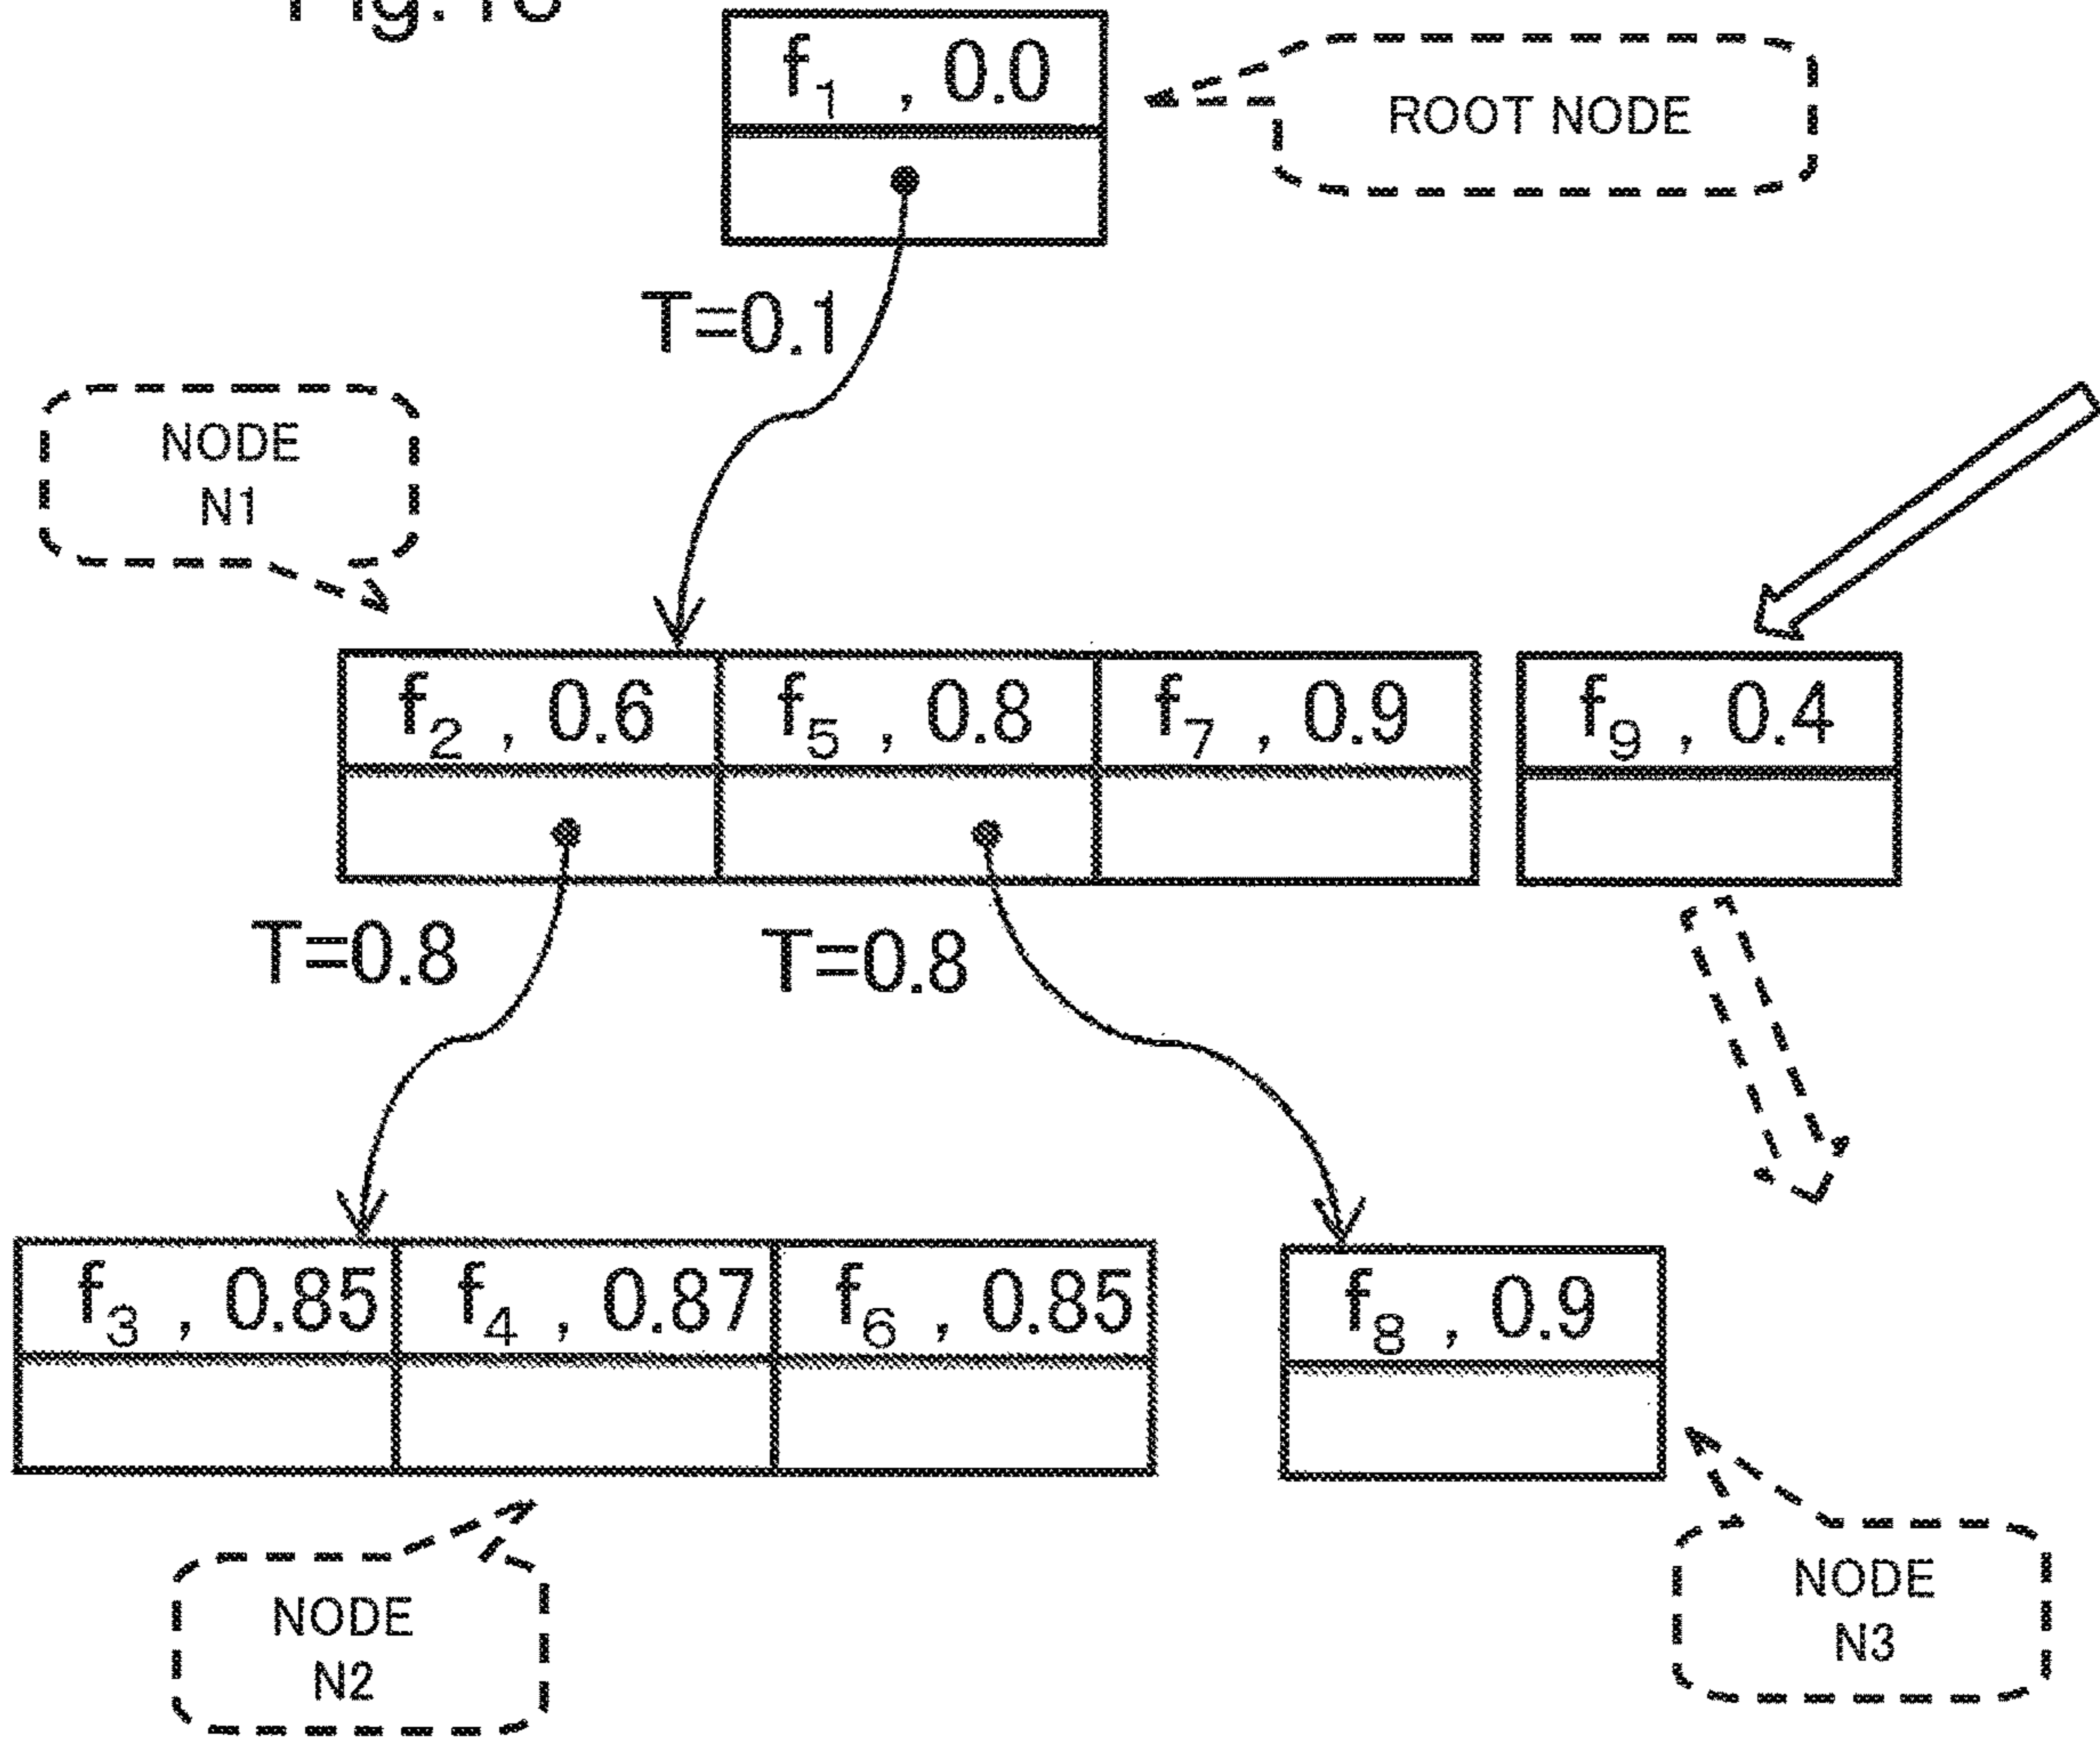 f₁ , 0.0
ROOT NODE
T=0.1
NODE
N1
f₂ , 0.6 f₅ , 0.8 f₇ , 0.9 f₉ , 0.4
T=0.8 T=0.8
f₃ , 0.85 f₄ , 0.87 f₆ , 0.85 f₈ , 0.9
NODE
N2
NODE
N3